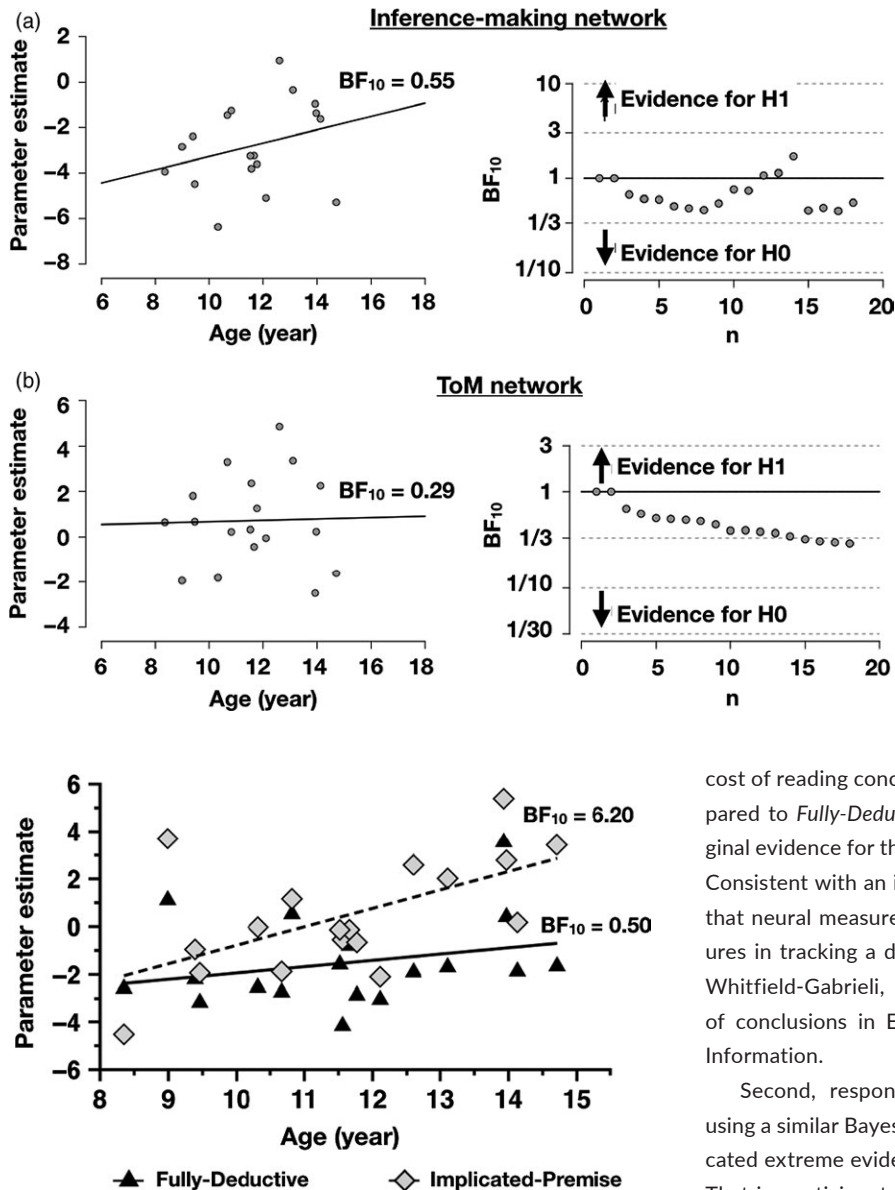 (a)
Inference-making network
Parameter estimate
2
0
−2
−4
−6
−8
BF₁₀ = 0.55
6 8 10 12 14 16 18
Age (year)
BF₁₀
10
3
1
1/3
1/10
Evidence for H1
Evidence for H0
0 5 10 15 20
n
(b)
ToM network
Parameter estimate
6
4
2
0
−2
−4
BF₁₀ = 0.29
6 8 10 12 14 16 18
Age (year)
BF₁₀
3
1
1/3
1/10
1/30
Evidence for H1
Evidence for H0
0 5 10 15 20
n
Parameter estimate
6
4
2
0
−2
−4
−6
BF₁₀ = 6.20
BF₁₀ = 0.50
8 9 10 11 12 13 14 15
Age (year)
Fully-Deductive Implicated-Premise
cost of reading conc
pared to Fully-Dedu
ginal evidence for th
Consistent with an i
that neural measure
ures in tracking a d
Whitfield-Gabrieli,
of conclusions in E
Information.
Second, respon
using a similar Bayes
cated extreme evide